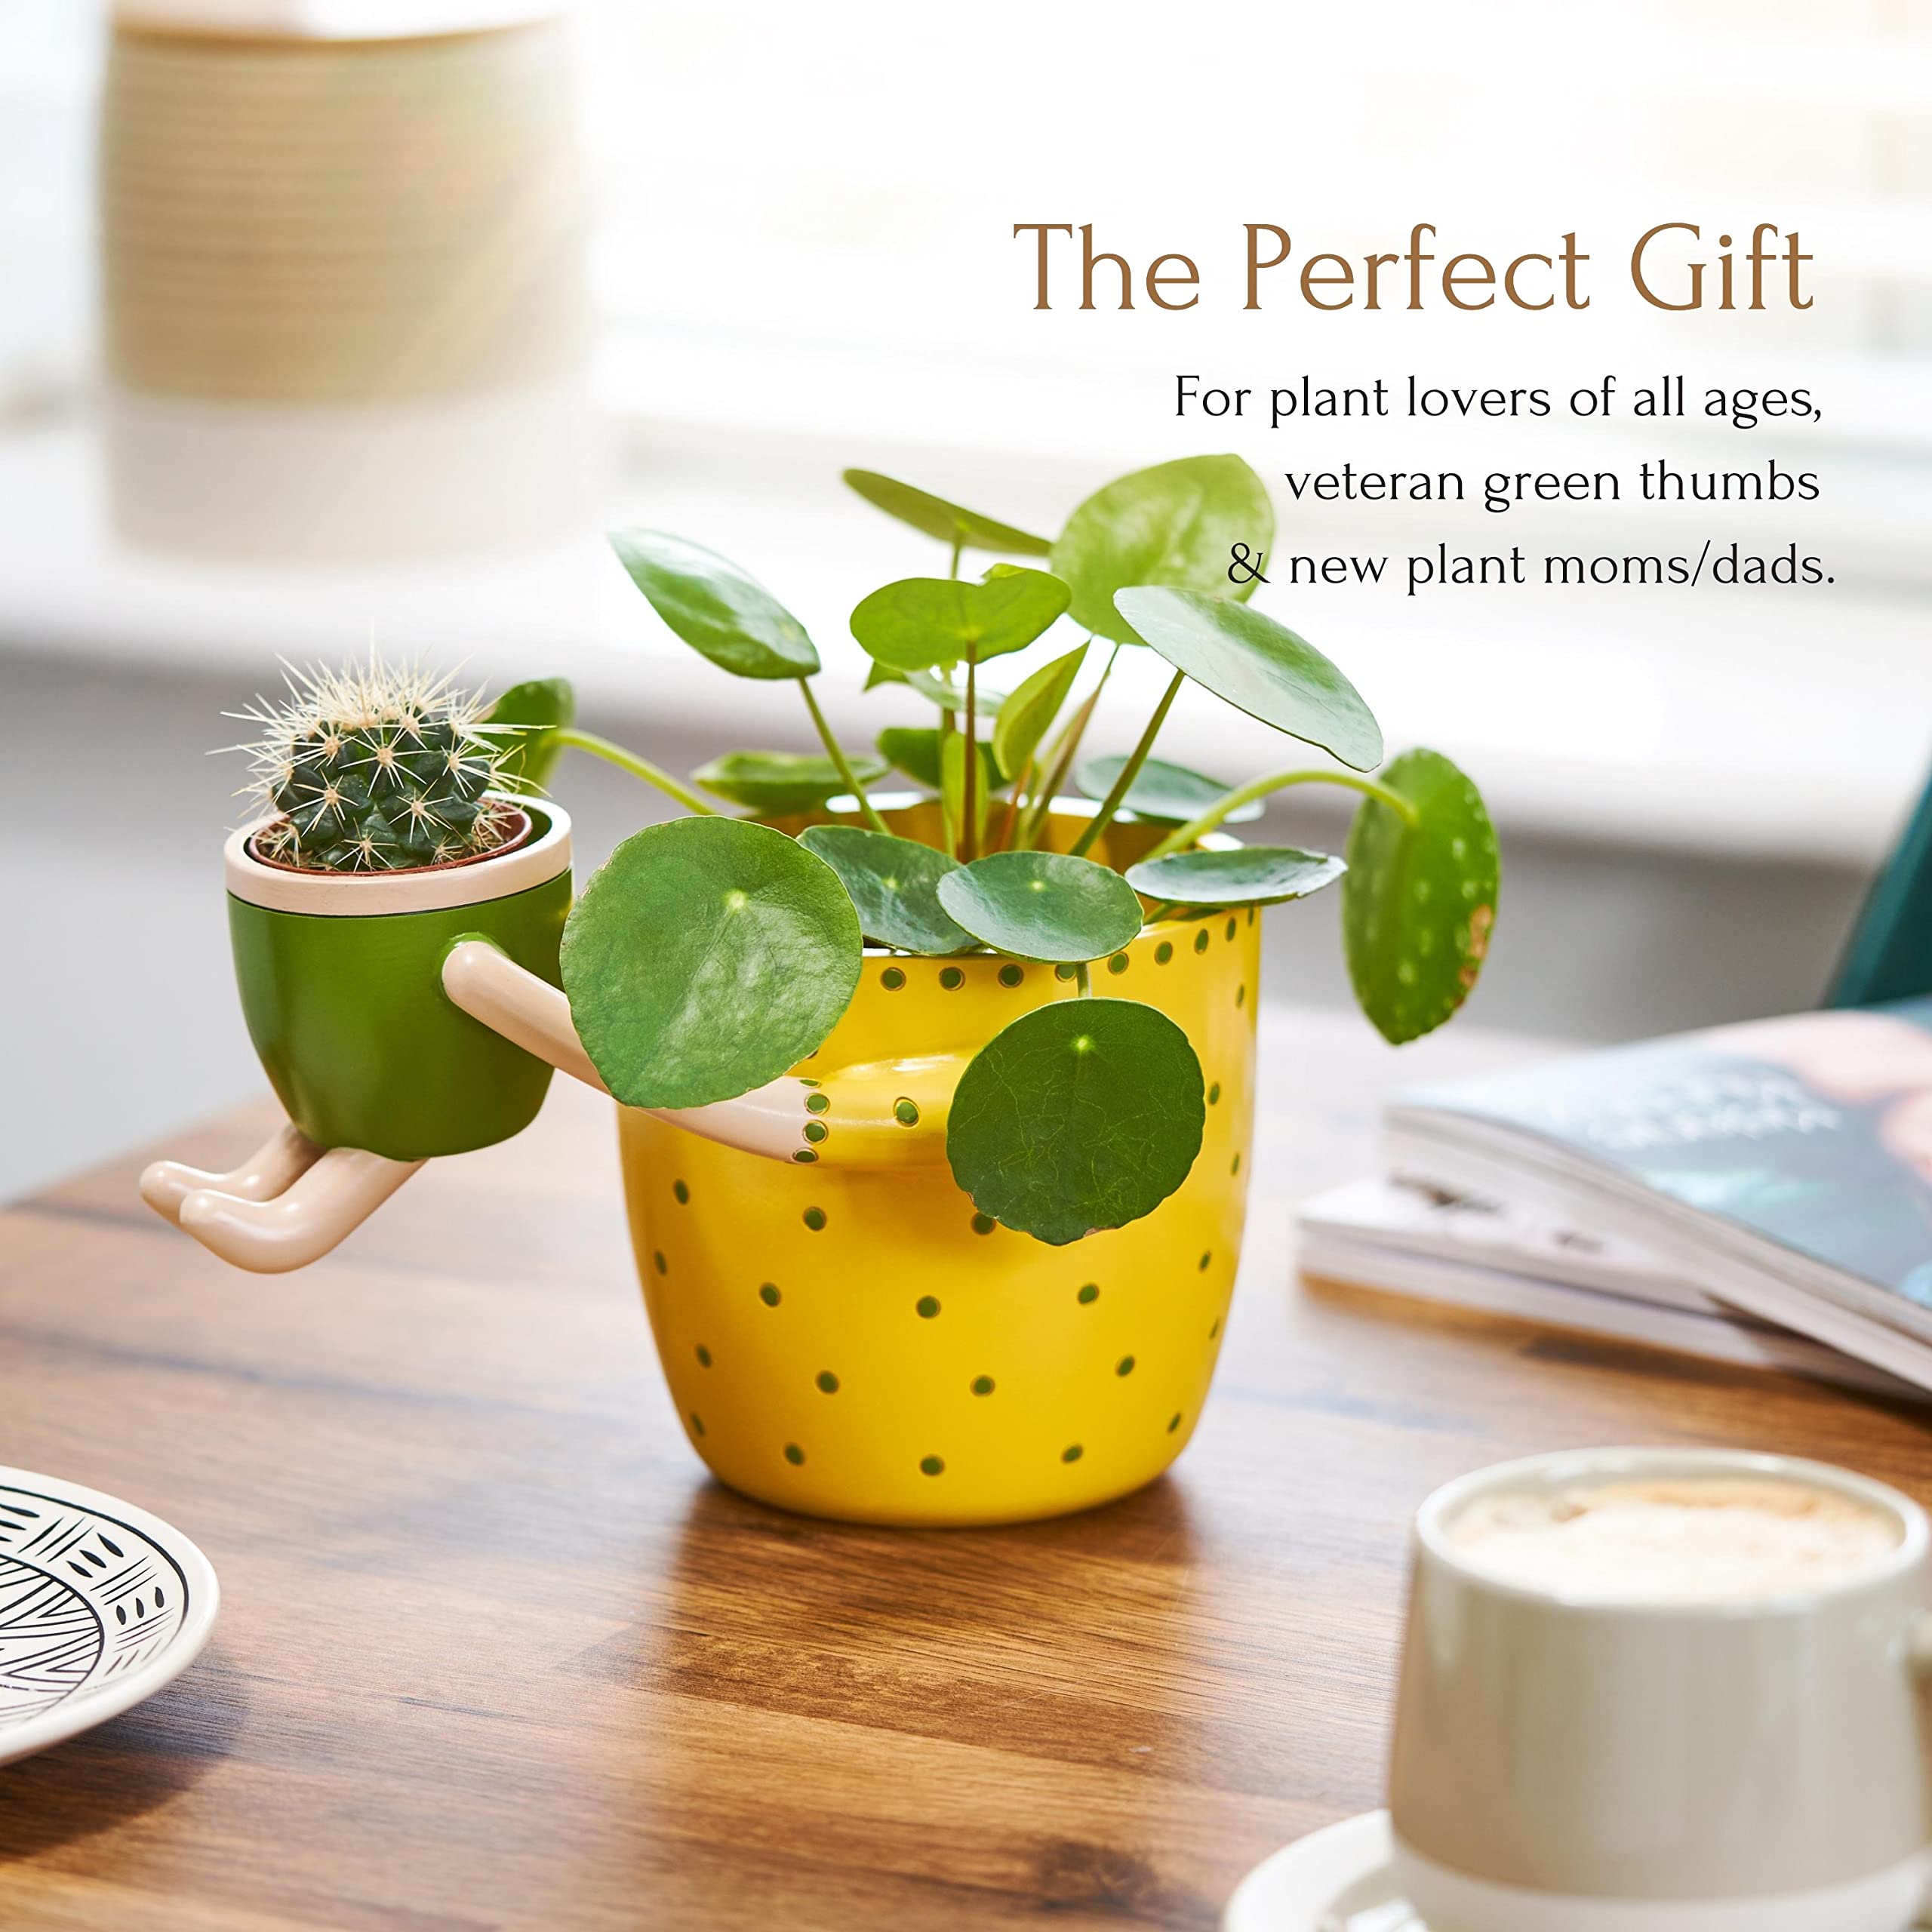 The Perfect Gift
For plant lovers of all ages,
veteran green thumbs
& new plant moms/dads.